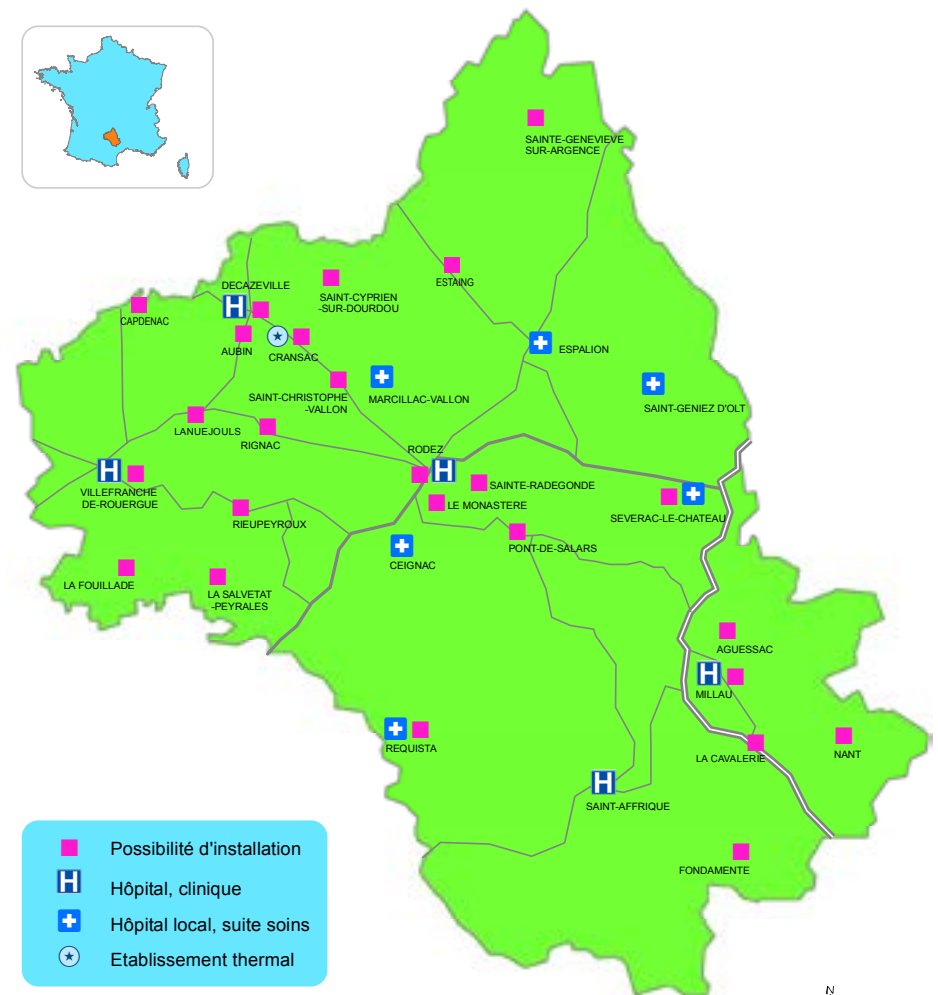 SAINTE-GENEVIEVE
SUR-ARGENCE
ESTAING
DECAZEVILLE
SAINT-CYPRIEN
-SUR-DOURDOU
CAPDENAC
AUBIN
CRANSAC
ESPALION
SAINT-CHRISTOPHE
-VALLON
MARCILLAC-VALLON
SAINT-GENIEZ D'OLT
LANUEJOULS
RIGNAC
RODEZ
VILLEFRANCHE
DE-ROUERGUE
SAINTE-RADEGONDE
LE MONASTERE
SEVERAC-LE-CHATEAU
RIEUPEYROUX
PONT-DE-SALARS
CEIGNAC
LA FOUILLADE
LA SALVETAT
-PEYRALES
AGUESSAC
MILLAU
REQUISTA
LA CAVALERIE
NANT
SAINT-AFFRIQUE
FONDAMENTE
Possibilité d'installation
H Hôpital, clinique
Hôpital local, suite soins
Etablissement thermal
N